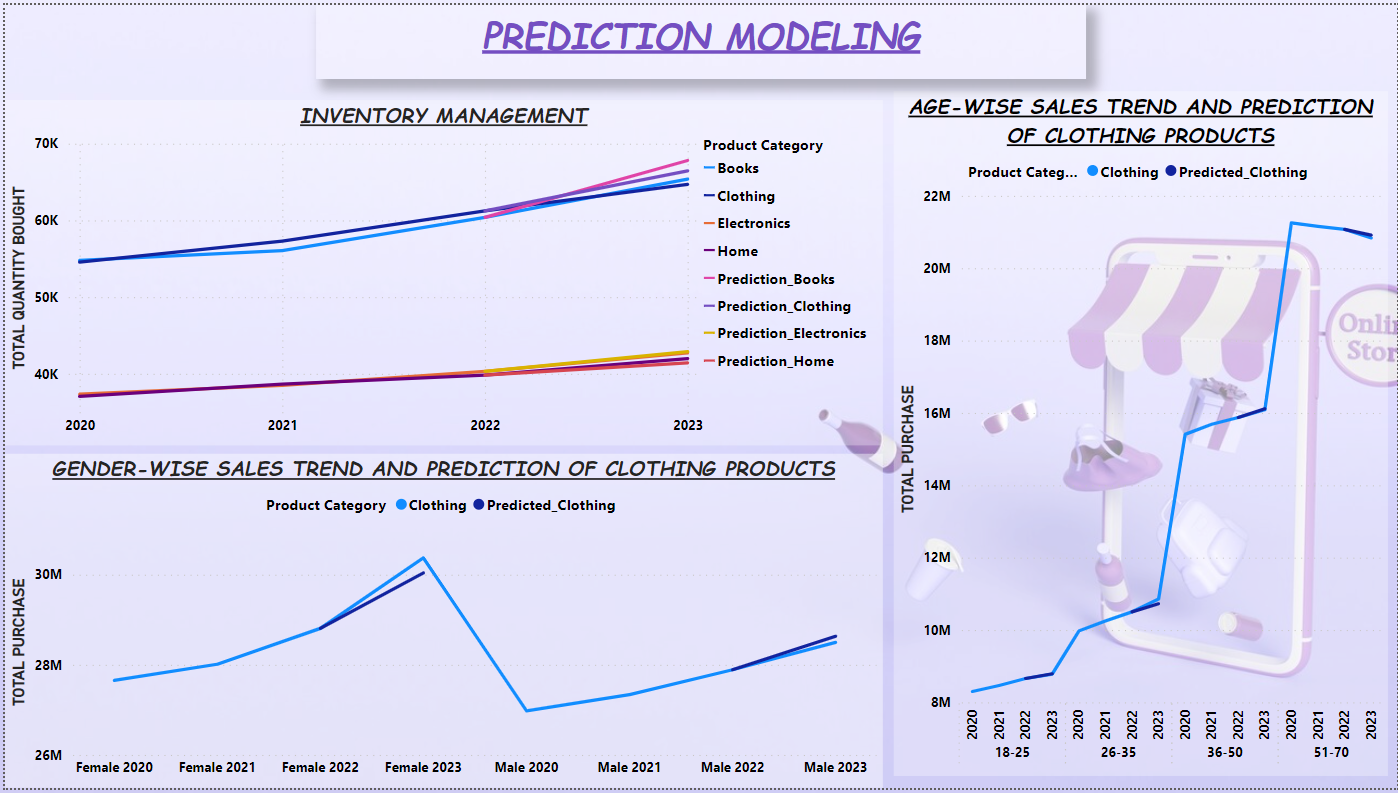 PREDICTION MODELING
INVENTORY MANAGEMENT
TOTAL QUANTITY BOUGHT
70K
60K
50K
40K
2020
2021
2022
2023
Product Category
Books
Clothing
Electronics
Home
Prediction_Books
Prediction_Clothing
Prediction_Electronics
Prediction_Home
GENDER-WISE SALES TREND AND PREDICTION OF CLOTHING PRODUCTS
Product Category Clothing Predicted_Clothing
TOTAL PURCHASE
30M
28M
26M
Female 2020
Female 2021
Female 2022
Female 2023
Male 2020
Male 2021
Male 2022
Male 2023
AGE-WISE SALES TREND AND PREDICTION
OF CLOTHING PRODUCTS
Product Categ... Clothing Predicted_Clothing
TOTAL PURCHASE
22M
20M
18M
16M
14M
12M
10M
8M
2020
2021
2022
2023
2020
2021
2022
2023
2020
2021
2022
2023
2020
2021
2022
2023
18-25
26-35
36-50
51-70
Onlin
Stor